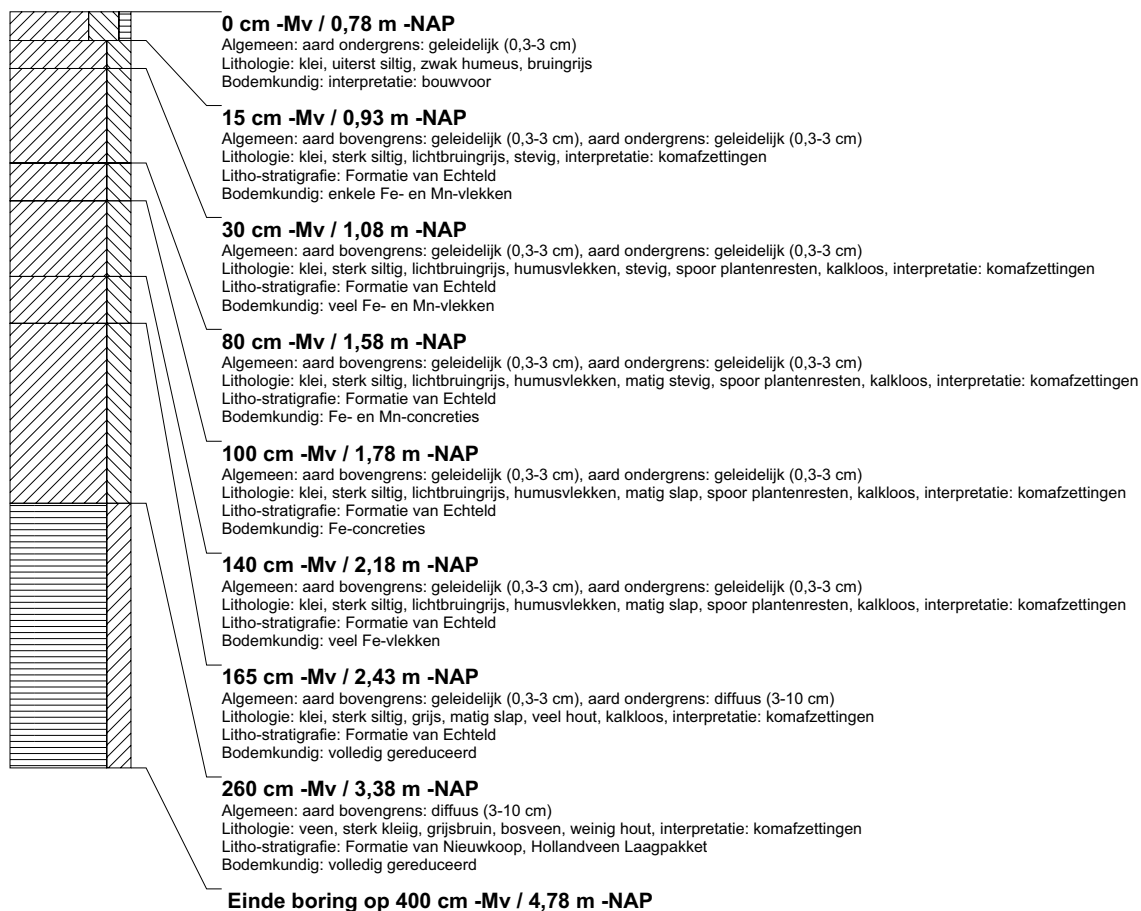 0 cm -Mv / 0,78 m -NAP
Algemeen: aard ondergrens: geleidelijk (0,3-3 cm)
Lithologie: klei, uiterst siltig, zwak humeus, bruingrijs
Bodemkundig: interpretatie: bouwvoor
15 cm -Mv / 0,93 m -NAP
Algemeen: aard bovengrens: geleidelijk (0,3-3 cm), aard ondergrens: geleidelijk (0,3-3 cm)
Lithologie: klei, sterk siltig, lichtbruingrijs, stevig, interpretatie: komafzettingen
Litho-stratigrafie: Formatie van Echteld
Bodemkundig: enkele Fe- en Mn-vlekken
30 cm -Mv / 1,08 m -NAP
Algemeen: aard bovengrens: geleidelijk (0,3-3 cm), aard ondergrens: geleidelijk (0,3-3 cm)
Lithologie: klei, sterk siltig, lichtbruingrijs, humusvlekken, stevig, spoor plantenresten, kalkloos, interpretatie: komafzettingen
Litho-stratigrafie: Formatie van Echteld
Bodemkundig: veel Fe- en Mn-vlekken
80 cm -Mv / 1,58 m -NAP
Algemeen: aard bovengrens: geleidelijk (0,3-3 cm), aard ondergrens: geleidelijk (0,3-3 cm)
Lithologie: klei, sterk siltig, lichtbruingrijs, humusvlekken, matig stevig, spoor plantenresten, kalkloos, interpretatie: komafzettingen
Litho-stratigrafie: Formatie van Echteld
Bodemkundig: Fe- en Mn-concreties
100 cm -Mv / 1,78 m -NAP
Algemeen: aard bovengrens: geleidelijk (0,3-3 cm), aard ondergrens: geleidelijk (0,3-3 cm)
Lithologie: klei, sterk siltig, lichtbruingrijs, humusvlekken, matig slap, spoor plantenresten, kalkloos, interpretatie: komafzettingen
Litho-stratigrafie: Formatie van Echteld
Bodemkundig: Fe-concreties
140 cm -Mv / 2,18 m -NAP
Algemeen: aard bovengrens: geleidelijk (0,3-3 cm), aard ondergrens: geleidelijk (0,3-3 cm)
Lithologie: klei, sterk siltig, lichtbruingrijs, humusvlekken, matig slap, spoor plantenresten, kalkloos, interpretatie: komafzettingen
Litho-stratigrafie: Formatie van Echteld
Bodemkundig: veel Fe-vlekken
165 cm -Mv / 2,43 m -NAP
Algemeen: aard bovengrens: geleidelijk (0,3-3 cm), aard ondergrens: diffuus (3-10 cm)
Lithologie: klei, sterk siltig, grijs, matig slap, veel hout, kalkloos, interpretatie: komafzettingen
Litho-stratigrafie: Formatie van Echteld
Bodemkundig: volledig gereduceerd
260 cm -Mv / 3,38 m -NAP
Algemeen: aard bovengrens: diffuus (3-10 cm)
Lithologie: veen, sterk kleiig, grijsbruin, bosveen, weinig hout, interpretatie: komafzettingen
Litho-stratigrafie: Formatie van Nieuwkoop, Hollandveen Laagpakket
Bodemkundig: volledig gereduceerd
Einde boring op 400 cm -Mv / 4,78 m -NAP